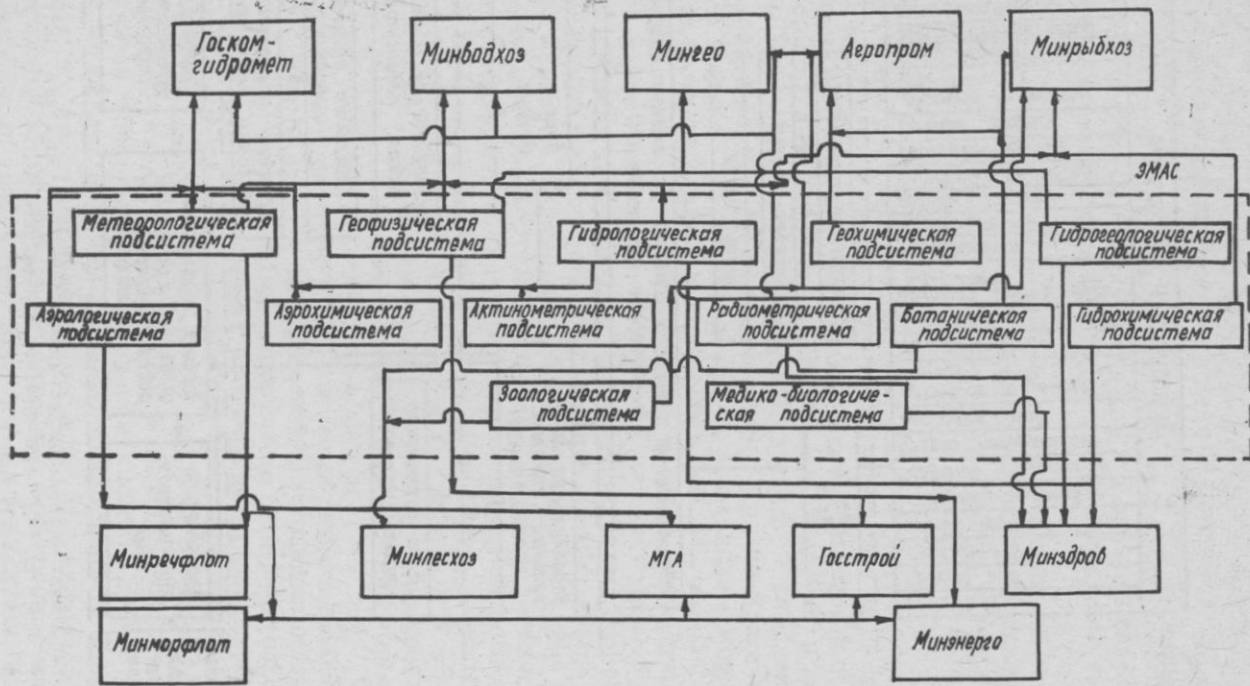 Госком-
гидромет
Минвадхоз
Мингео
Агропром
Минрыбхоз
ЭМАС
Метеорологическая
подсистема
Геофизическая
подсистема
Гидрологическая
подсистема
Геохимическая
подсистема
Гидрогеологическая
подсистема
Аэрологическая
подсистема
Аэрохимическая
подсистема
Актинометрическая
подсистема
Радиометрическая
подсистема
Ботаническая
подсистема
Гидрохимическая
подсистема
Зоологическая
подсистема
Медико-биологиче-
ская подсистема
Минречфлот
Минлесхоз
МГА
Госстрой
Минздрав
Минморфлот
Минэнерго